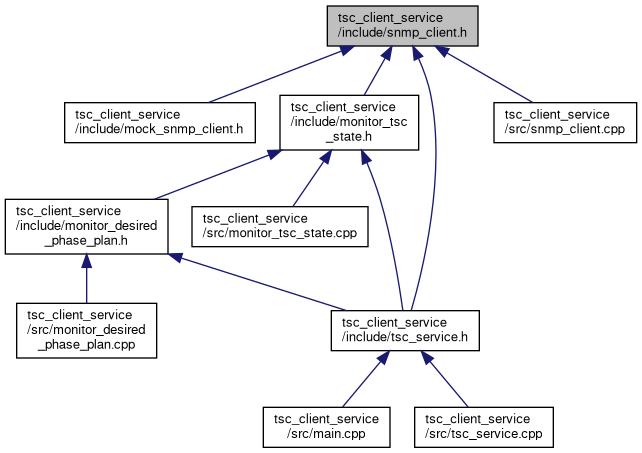 tsc_client_service
/include/snmp_client.h
tsc_client_service
/include/mock_snmp_client.h
tsc_client_service
/include/monitor_tsc
_state.h
tsc_client_service
/src/snmp_client.cpp
tsc_client_service
/include/monitor_desired
_phase_plan.h
tsc_client_service
/src/monitor_tsc_state.cpp
tsc_client_service
/src/monitor_desired
_phase_plan.cpp
tsc_client_service
/include/tsc_service.h
tsc_client_service
/src/main.cpp
tsc_client_service
/src/tsc_service.cpp